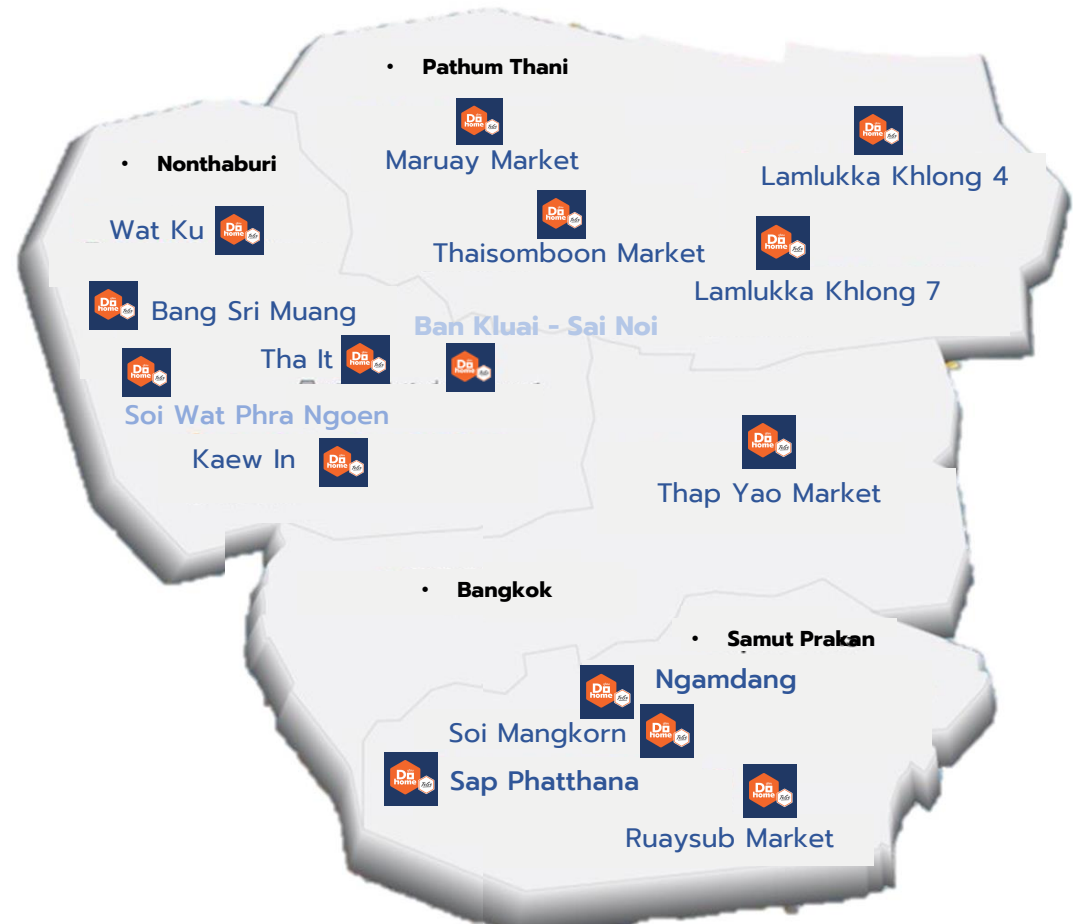 • Pathum Thani
Maruay Market
Lamlukka Khlong 4
• Nonthaburi
Wat Ku
Thaisomboon Market
Lamlukka Khlong 7
Bang Sri Muang
Ban Kluai - Sai Noi
Tha It
Soi Wat Phra Ngoen
Kaew In
Thap Yao Market
• Bangkok
• Samut Prakan
Ngamdang
Soi Mangkorn
Sap Phatthana
Ruaysub Market